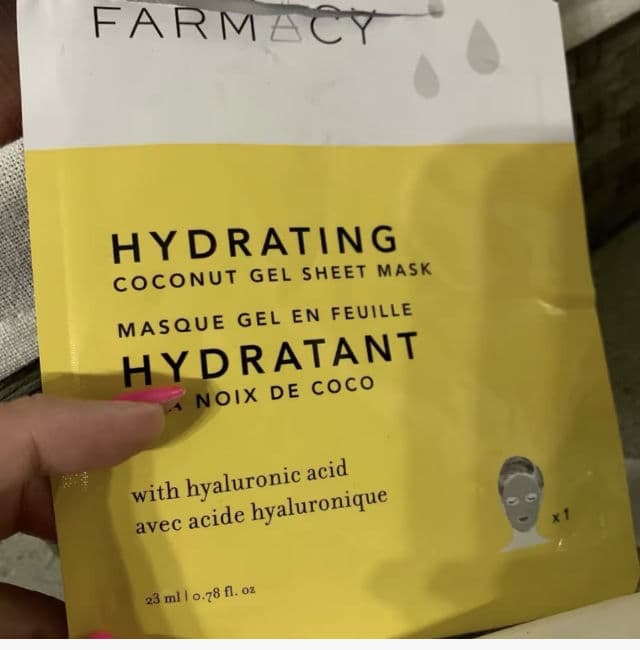 FARMACY
HYDRATING
COCONUT GEL SHEET MASK
MASQUE GEL EN FEUILLE
HYDRATANT
NOIX DE COCO
with hyaluronic acid
avec acide hyaluronique
x1
23 ml | 0.78 fl. oz